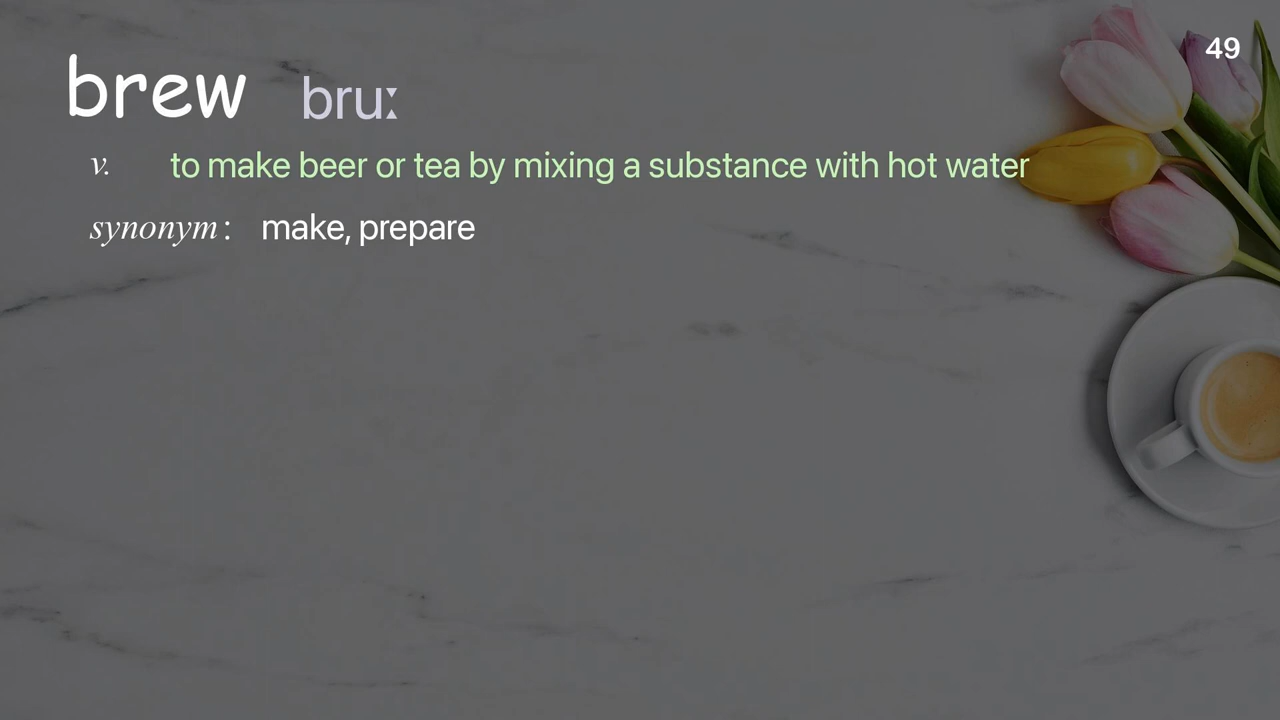 49
brew bruː
v. to make beer or tea by mixing a substance with hot water
synonym : make, prepare